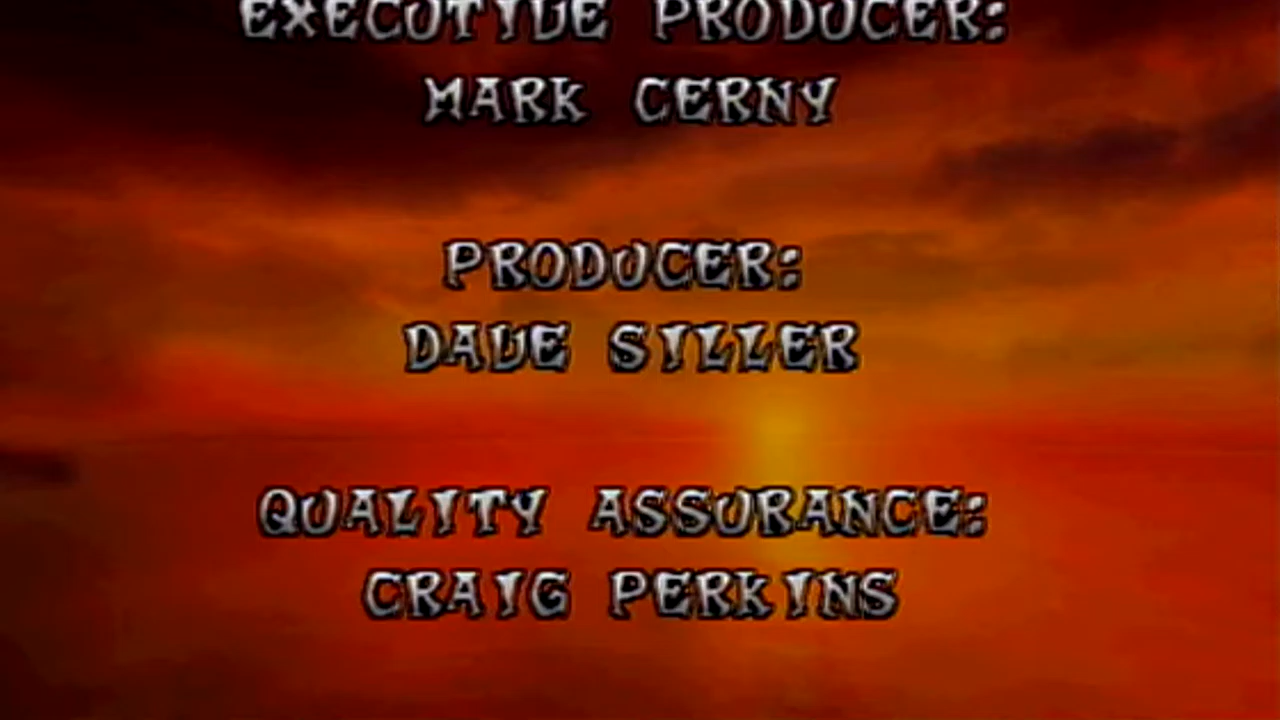 EXECUTIVE PRODUCER:
MARK CERNY
PRODUCER:
DAVE SILLER
QUALITY ASSURANCE:
CRAIG PERKINS